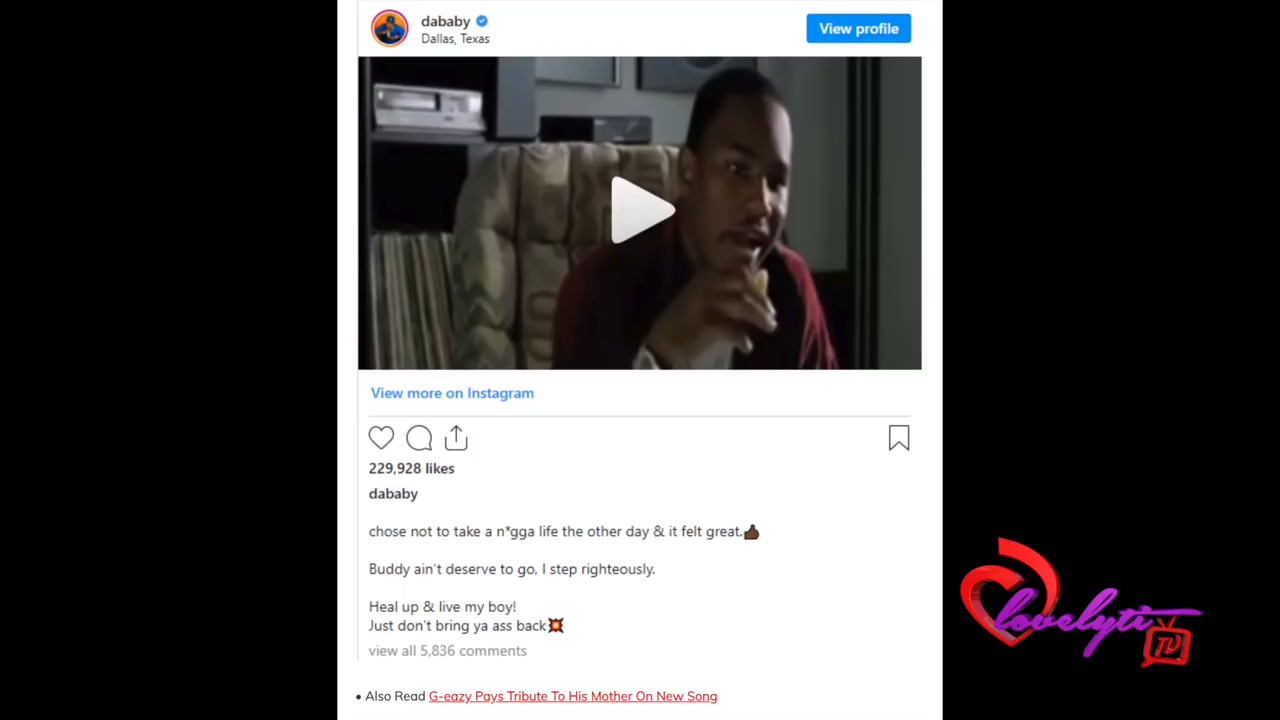 dababy
Dallas, Texas
View profile
View more on Instagram
229,928 likes
dababy
chose not to take a n*gga life the other day & it felt great.
Buddy ain't deserve to go, I step righteously.
Heal up & live my boy!
Just don't bring ya ass back
view all 5,836 comments
• Also Read G-eazy Pays Tribute To His Mother On New Song
lovelyti
TV